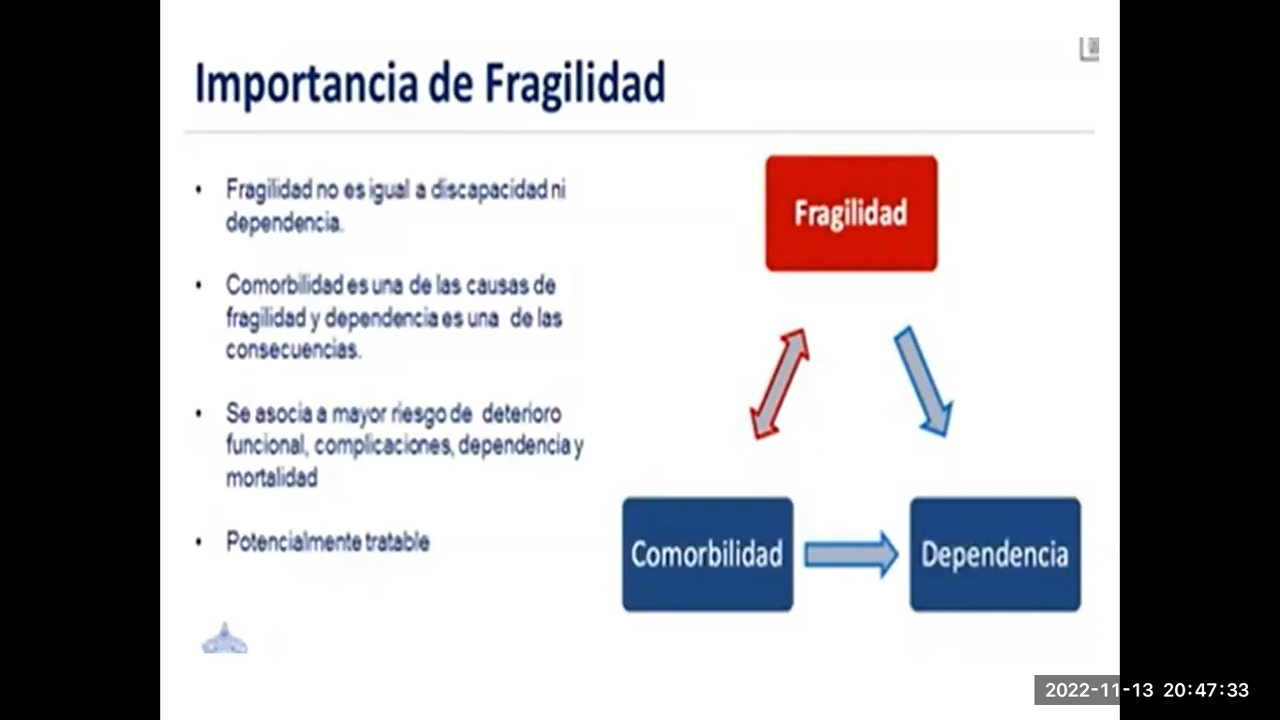 Importancia de Fragilidad
• Fragilidad no es igual a discapacidad ni
dependencia.
• Comorbilidad es una de las causas de
fragilidad y dependencia es una de las
consecuencias.
• Se asocia a mayor riesgo de deterioro
funcional, complicaciones, dependencia y
mortalidad
• Potencialmente tratable
Fragilidad
Comorbilidad
Dependencia
2022-11-13 20:47:33